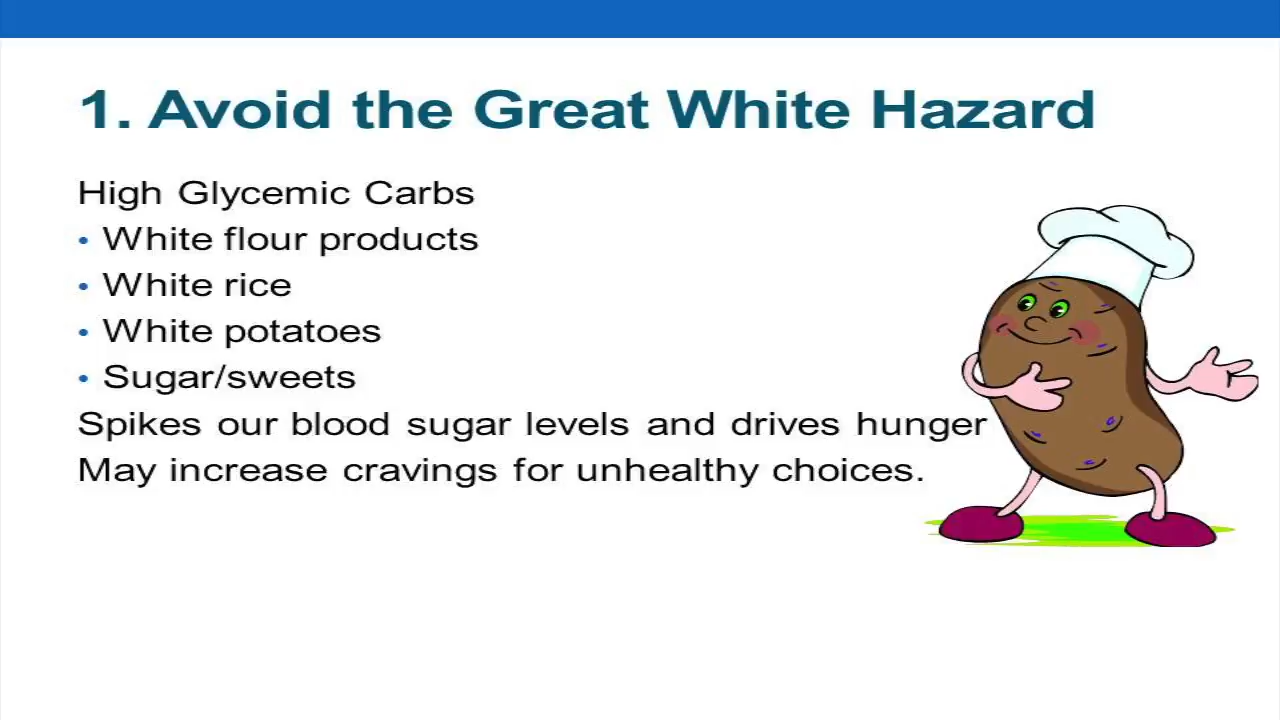 1. Avoid the Great White Hazard
High Glycemic Carbs
• White flour products
• White rice
• White potatoes
• Sugar/sweets
Spikes our blood sugar levels and drives hunger
May increase cravings for unhealthy choices.